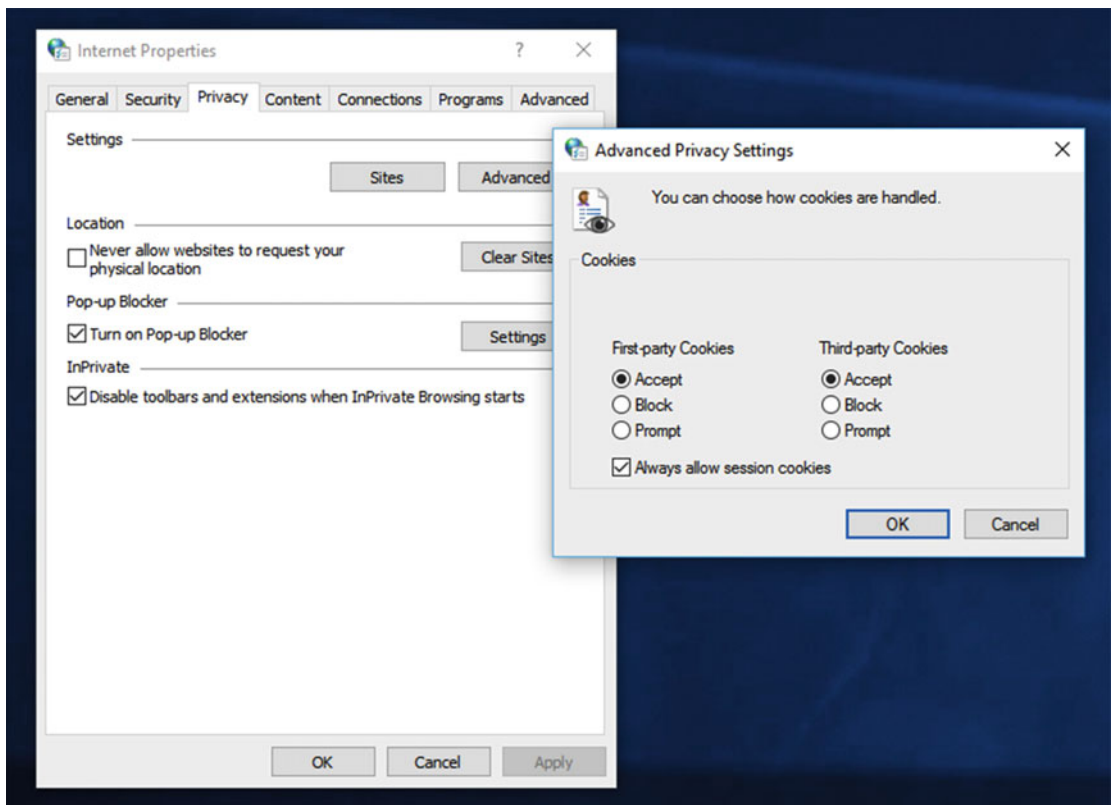 Internet Properties
?
General Security Privacy Content Connections Programs Advanced
Settings
Sites Advanced
Location
Never allow websites to request your
physical location
Clear Sites
Pop-up Blocker
Turn on Pop-up Blocker
Settings
InPrivate
Disable toolbars and extensions when InPrivate Browsing starts
OK Cancel Apply
Advanced Privacy Settings
You can choose how cookies are handled.
Cookies
First-party Cookies Third-party Cookies
Accept Accept
Block Block
Prompt Prompt
Always allow session cookies
OK Cancel